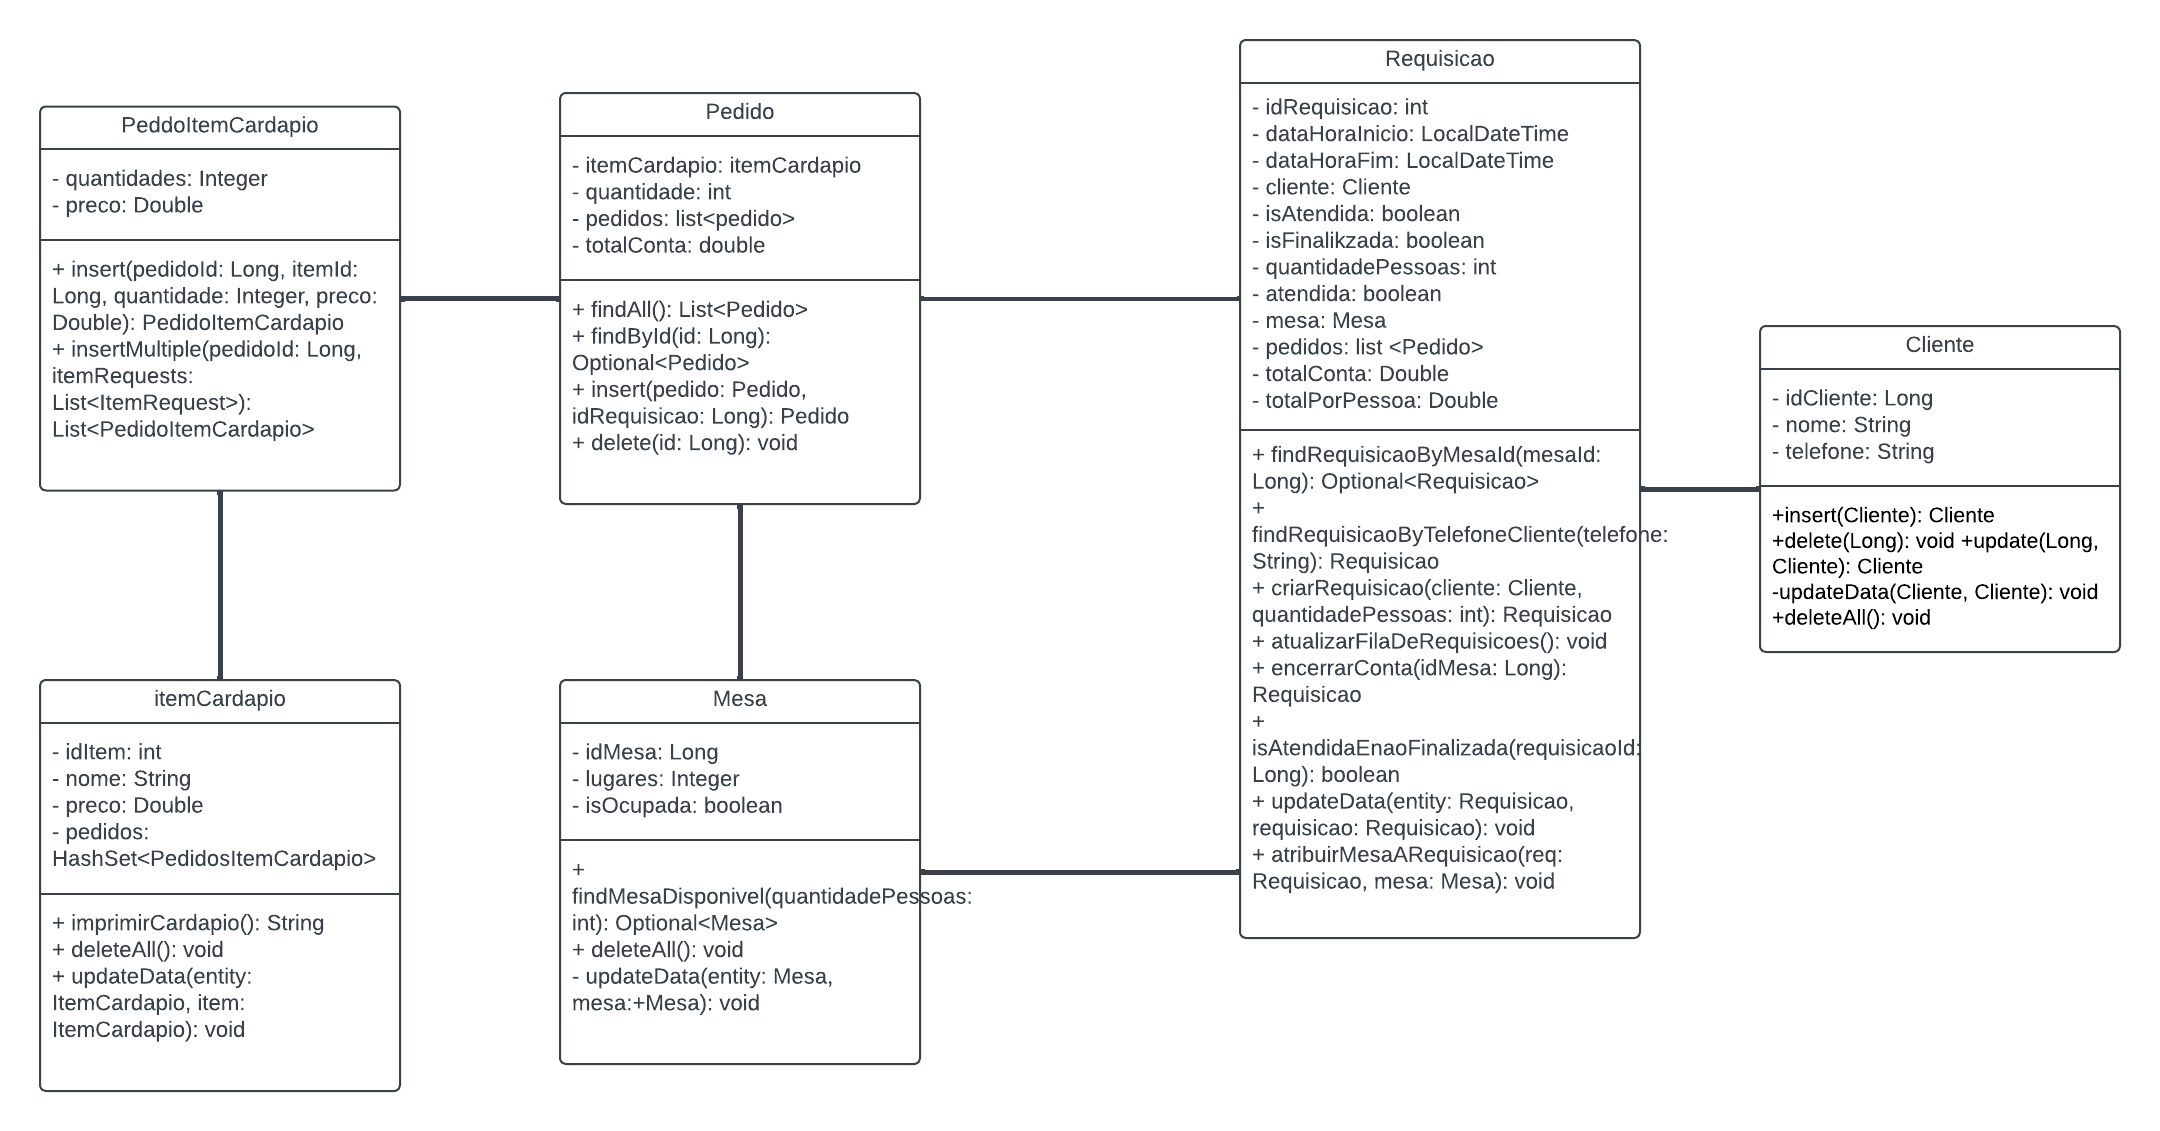 PeddoItemCardapio
- quantidades: Integer
- preco: Double
+ insert(pedidoId: Long, itemId:
Long, quantidade: Integer, preco:
Double): PedidoItemCardapio
+ insertMultiple(pedidoId: Long,
itemRequests:
List<ItemRequest>):
List<PedidoItemCardapio>
Pedido
- itemCardapio: itemCardapio
- quantidade: int
- pedidos: list<pedido>
- totalConta: double
+ findAll(): List<Pedido>
+ findById(id: Long):
Optional<Pedido>
+ insert(pedido: Pedido,
idRequisicao: Long): Pedido
+ delete(id: Long): void
Requisicao
- idRequisicao: int
- dataHoraInicio: LocalDateTime
- dataHoraFim: LocalDateTime
- cliente: Cliente
- isAtendida: boolean
- isFinalikzada: boolean
- quantidadePessoas: int
- atendida: boolean
- mesa: Mesa
- pedidos: list <Pedido>
- totalConta: Double
- totalPorPessoa: Double
+ findRequisicaoByMesaId(mesaId:
Long): Optional<Requisicao>
+
findRequisicaoByTelefoneCliente(telefone:
String): Requisicao
+ criarRequisicao(cliente: Cliente,
quantidadePessoas: int): Requisicao
+ atualizarFilaDeRequisicoes(): void
+ encerrarConta(idMesa: Long):
Requisicao
+
isAtendidaEnaoFinalizada(requisicaoId:
Long): boolean
+ updateData(entity: Requisicao,
requisicao: Requisicao): void
+ atribuirMesaARequisicao(req:
Requisicao, mesa: Mesa): void
Cliente
- idCliente: Long
- nome: String
- telefone: String
+insert(Cliente): Cliente
+delete(Long): void +update(Long,
Cliente): Cliente
-updateData(Cliente, Cliente): void
+deleteAll(): void
itemCardapio
- idItem: int
- nome: String
- preco: Double
- pedidos:
HashSet<PedidosItemCardapio>
+ imprimirCardapio(): String
+ deleteAll(): void
+ updateData(entity:
ItemCardapio, item:
ItemCardapio): void
Mesa
- idMesa: Long
- lugares: Integer
- isOcupada: boolean
+
findMesaDisponivel(quantidadePessoas:
int): Optional<Mesa>
+ deleteAll(): void
- updateData(entity: Mesa,
mesa:+Mesa): void